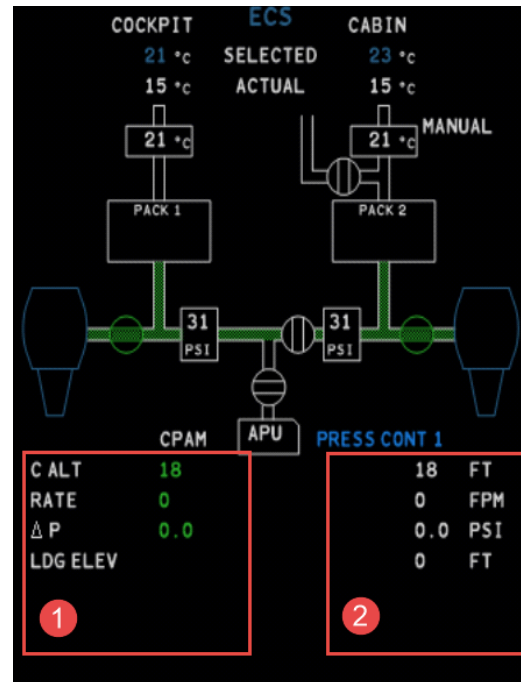 COCKPIT ECS CABIN
21 °C SELECTED 23 °C
15 °C ACTUAL 15 °C
21 °C 21 °C MANUAL
PACK 1 PACK 2
31 31
PSI PSI
CPAM APU PRESS CONT 1
C ALT 18 18 FT
RATE 0 0 FPM
Δ P 0.0 0.0 PSI
LDG ELEV 0 FT
1 2